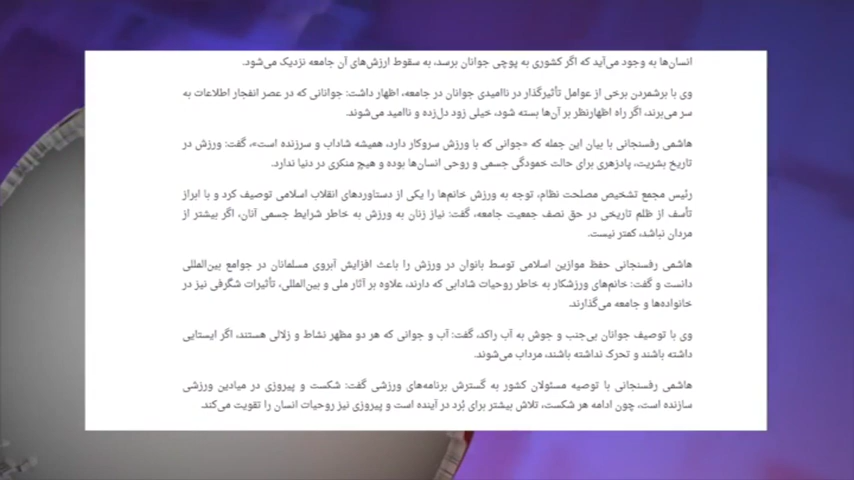 انسان‌ها به وجود می‌آید که اگر کشوری به پوچی جوانان برسد، به سقوط ارزش‌های آن جامعه نزدیک می‌شود.
وی با برشمردن برخی از عوامل تأثیرگذار در ناامیدی جوانان در جامعه، اظهار داشت: جوانانی که در عصر انفجار اطلاعات به
سر می‌برند، اگر راه اظهارنظر بر آن‌ها بسته شود، خیلی زود دل‌زده و ناامید می‌شوند.
هاشمی رفسنجانی با بیان این جمله که «جوانی که با ورزش سروکار دارد، همیشه شاداب و سرزنده است»، گفت: ورزش در
تاریخ بشریت، پادزهری برای حالت خمودگی جسمی و روحی انسان‌ها بوده و هیچ منکری در دنیا ندارد.
رئیس مجمع تشخیص مصلحت نظام، توجه به ورزش خانم‌ها را یکی از دستاوردهای انقلاب اسلامی توصیف کرد و با ابراز
تأسف از ظلم تاریخی در حق نصف جمعیت جامعه، گفت: نیاز زنان به ورزش به خاطر شرایط جسمی آنان، اگر بیشتر از
مردان نباشد، کمتر نیست.
هاشمی رفسنجانی حفظ موازین اسلامی توسط بانوان در ورزش را باعث افزایش آبروی مسلمانان در جوامع بین‌المللی
دانست و گفت: خانم‌های ورزشکار به خاطر روحیات شادابی که دارند، علاوه بر آثار ملی و بین‌المللی، تأثیرات شگرفی نیز در
خانواده‌ها و جامعه می‌گذارند.
وی با توصیف جوانان بی‌جنب و جوش به آب راکد، گفت: آب و جوانی که هر دو مظهر نشاط و زلالی هستند، اگر ایستایی
داشته باشند و تحرک نداشته باشند، مرداب می‌شوند.
هاشمی رفسنجانی با توصیه مسئولان کشور به گسترش برنامه‌های ورزشی گفت: شکست و پیروزی در میادین ورزشی
سازنده است، چون ادامه هر شکست، تلاش بیشتر برای بُرد در آینده است و پیروزی نیز روحیات انسان را تقویت می‌کند.